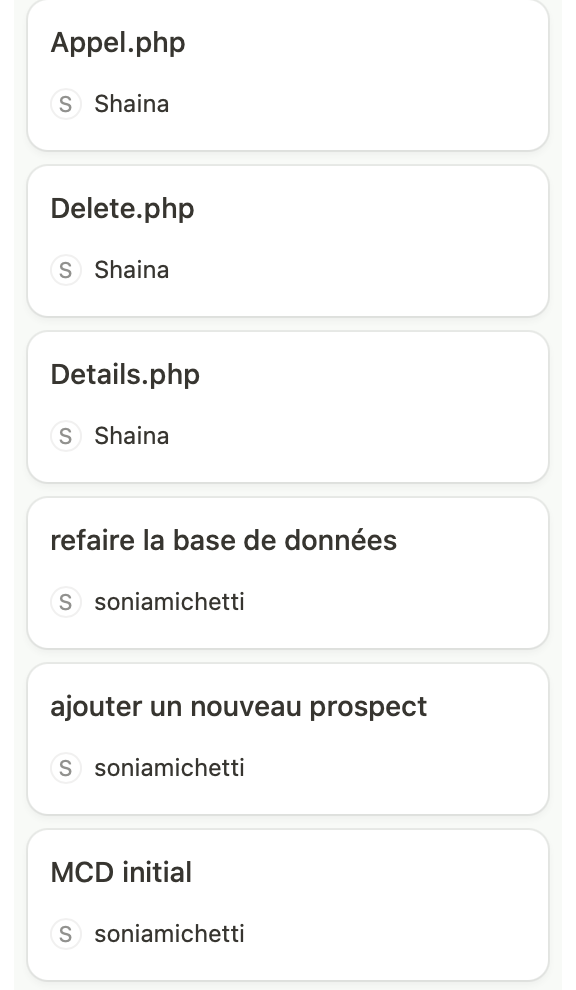 Appel.php
S Shaina
Delete.php
S Shaina
Details.php
S Shaina
refaire la base de données
S soniamichetti
ajouter un nouveau prospect
S soniamichetti
MCD initial
S soniamichetti